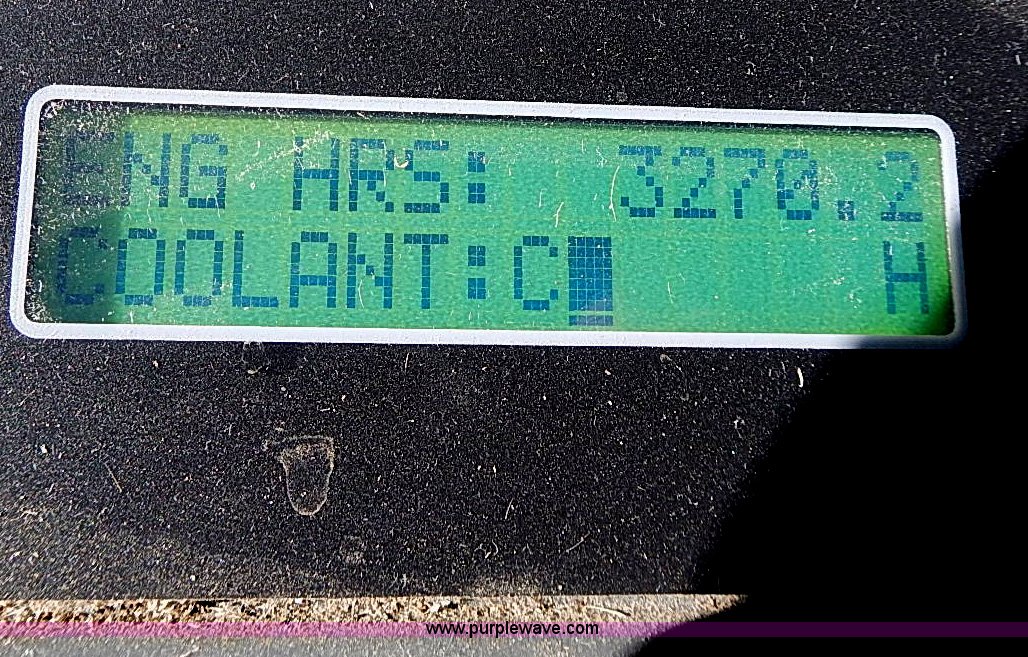 ENG HRS: 3270.2
COOLANT:C█ H
www.purplewave.com